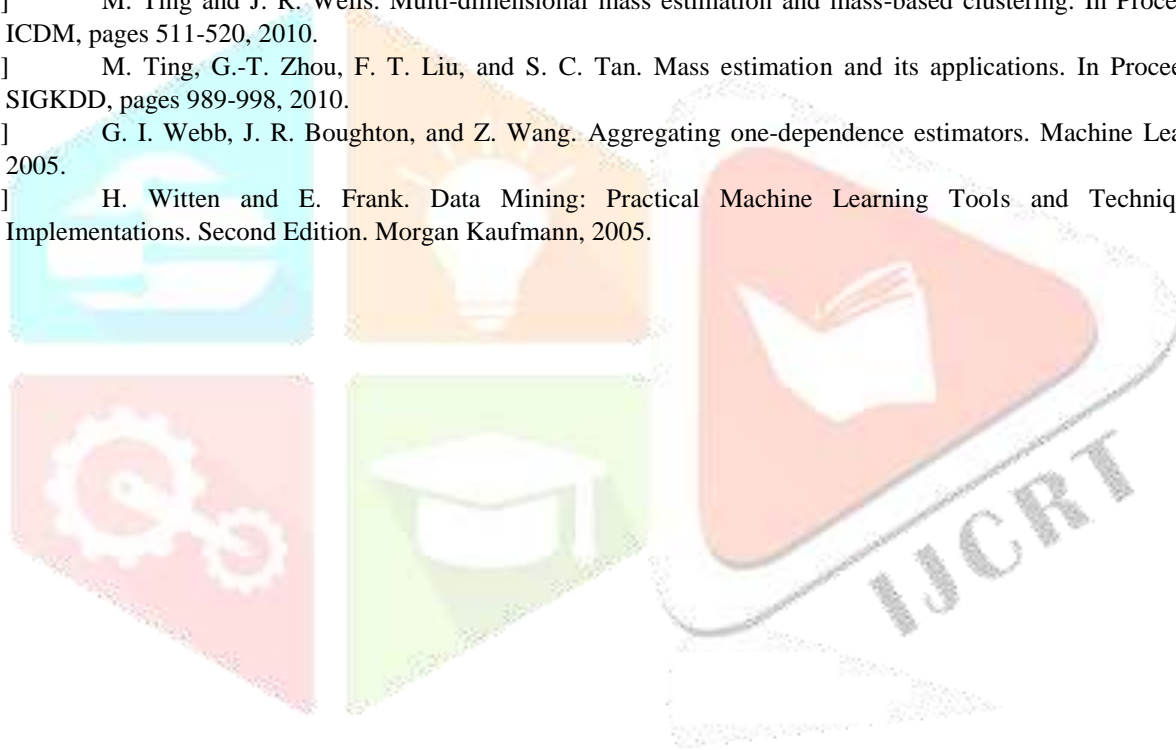 ] M. Ting and J. R. Wells. Multi-dimensional mass estimation and mass-based clustering. In Procee
ICDM, pages 511-520, 2010.
] M. Ting, G.-T. Zhou, F. T. Liu, and S. C. Tan. Mass estimation and its applications. In Procee
SIGKDD, pages 989-998, 2010.
] G. I. Webb, J. R. Boughton, and Z. Wang. Aggregating one-dependence estimators. Machine Lea
2005.
] H. Witten and E. Frank. Data Mining: Practical Machine Learning Tools and Techniq
Implementations. Second Edition. Morgan Kaufmann, 2005.
IJCRT